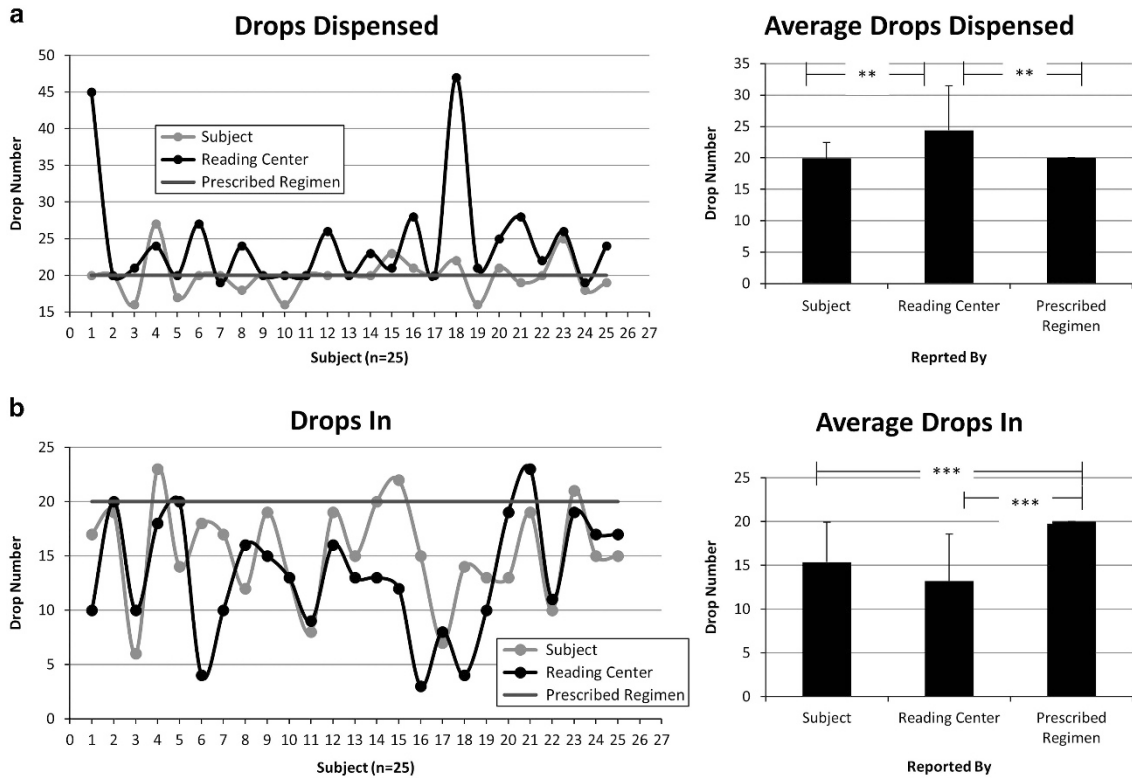 a
Drops Dispensed
50
45
40
35
30
25
20
15
Drop Number
Subject
Reading Center
Prescribed Regimen
0 1 2 3 4 5 6 7 8 9 10 11 12 13 14 15 16 17 18 19 20 21 22 23 24 25 26 27
Subject (n=25)
Average Drops Dispensed
35
30
25
20
15
10
5
0
Drop Number
** **
Subject Reading Center Prescribed
Regimen
Reprted By
b
Drops In
25
20
15
10
5
0
Drop Number
Subject
Reading Center
Prescribed Regimen
0 1 2 3 4 5 6 7 8 9 10 11 12 13 14 15 16 17 18 19 20 21 22 23 24 25 26 27
Subject (n=25)
Average Drops In
25
20
15
10
5
0
Drop Number
***
***
Subject Reading Center Prescribed
Regimen
Reported By